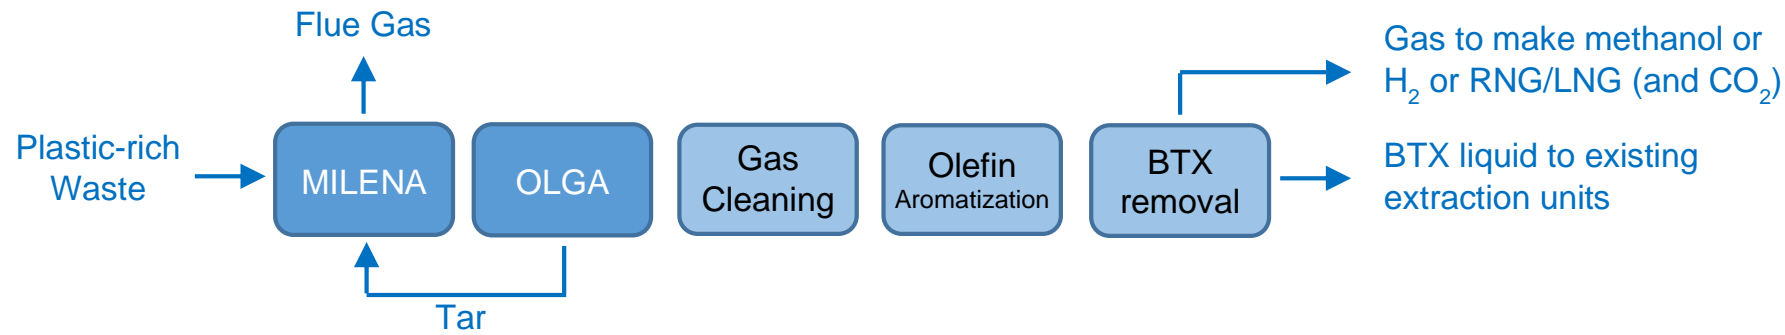 Flue Gas
Plastic-rich
Waste
MILENA
OLGA
Tar
Gas
Cleaning
Olefin
Aromatization
BTX
removal
Gas to make methanol or
H₂ or RNG/LNG (and CO₂)
BTX liquid to existing
extraction units